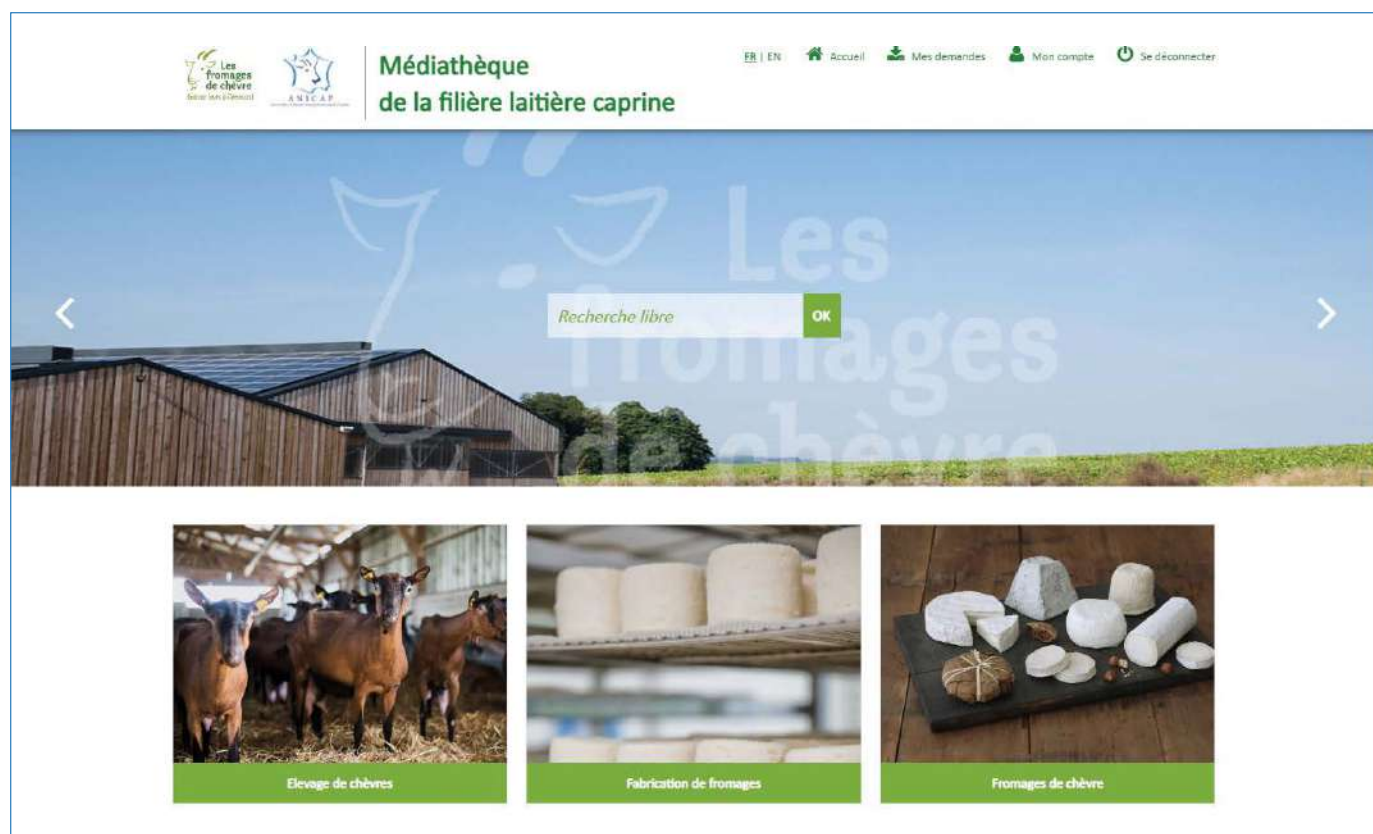 Les
fromages
de chèvre
ANICAP
Médiathèque
de la filière laitière caprine
FR | EN
Accueil
Mes demandes
Mon compte
Se déconnecter
Les
fromages
de chèvre
Recherche libre
OK
Elevage de chèvres
Fabrication de fromages
Fromages de chèvre